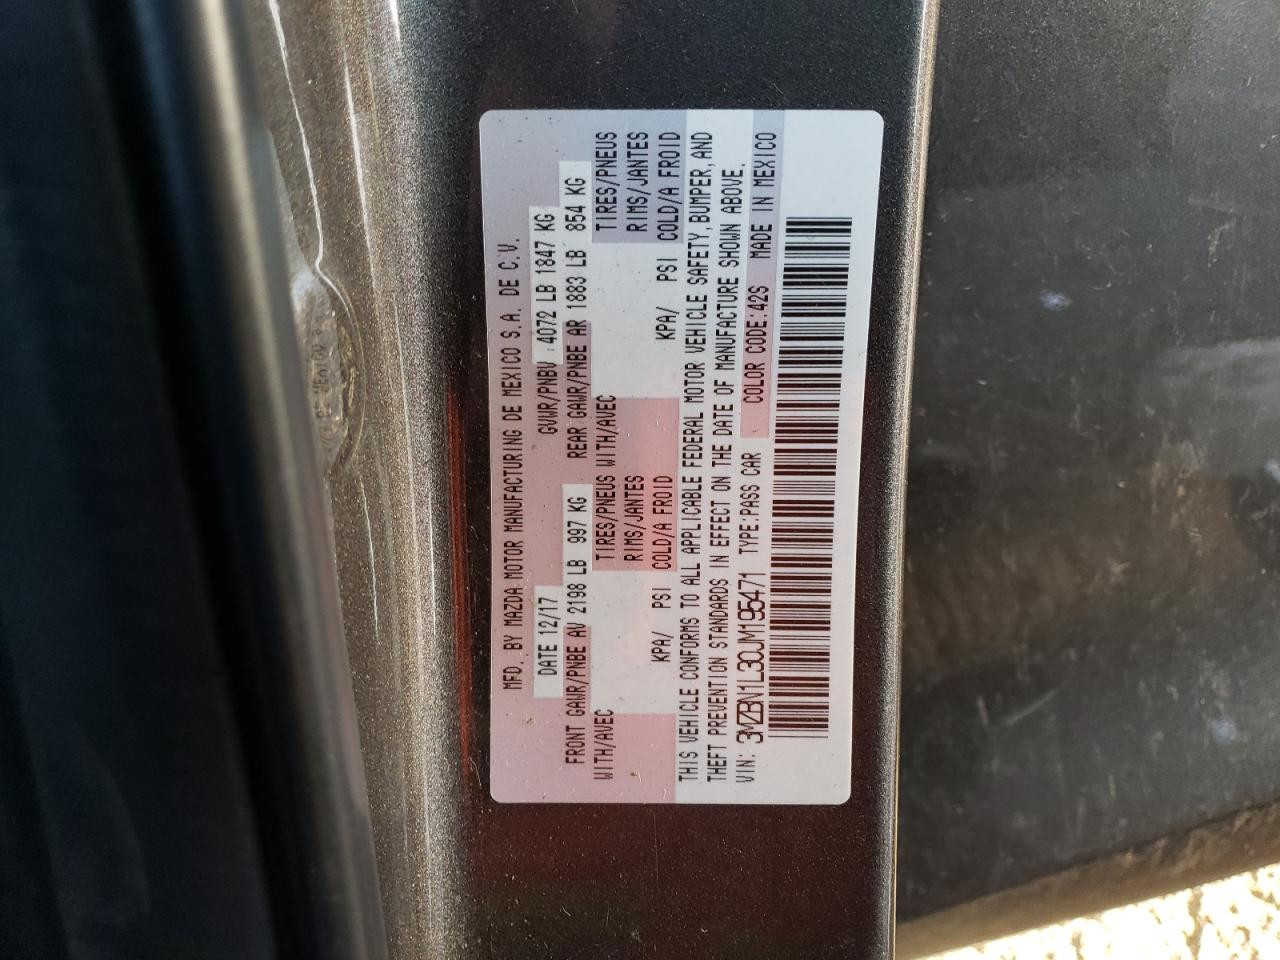 MFD. BY MAZDA MOTOR MANUFACTURING DE MEXICO S.A. DE C.V.
DATE 12/17 GVWR/PNBV : 4072 LB 1847 KG
FRONT GAWR/PNBE AV 2198 LB 997 KG REAR GAWR/PNBE AR 1883 LB 854 KG
WITH/AVEC TIRES/PNEUS WITH/AVEC TIRES/PNEUS
RIMS/JANTES RIMS/JANTES
KPA/ PSI COLD/A FROID KPA/ PSI COLD/A FROID
THIS VEHICLE CONFORMS TO ALL APPLICABLE FEDERAL MOTOR VEHICLE SAFETY, BUMPER, AND
THEFT PREVENTION STANDARDS IN EFFECT ON THE DATE OF MANUFACTURE SHOWN ABOVE.
VIN: 3MZBN1L30JM195471 TYPE: PASS CAR COLOR CODE: 42S MADE IN MEXICO